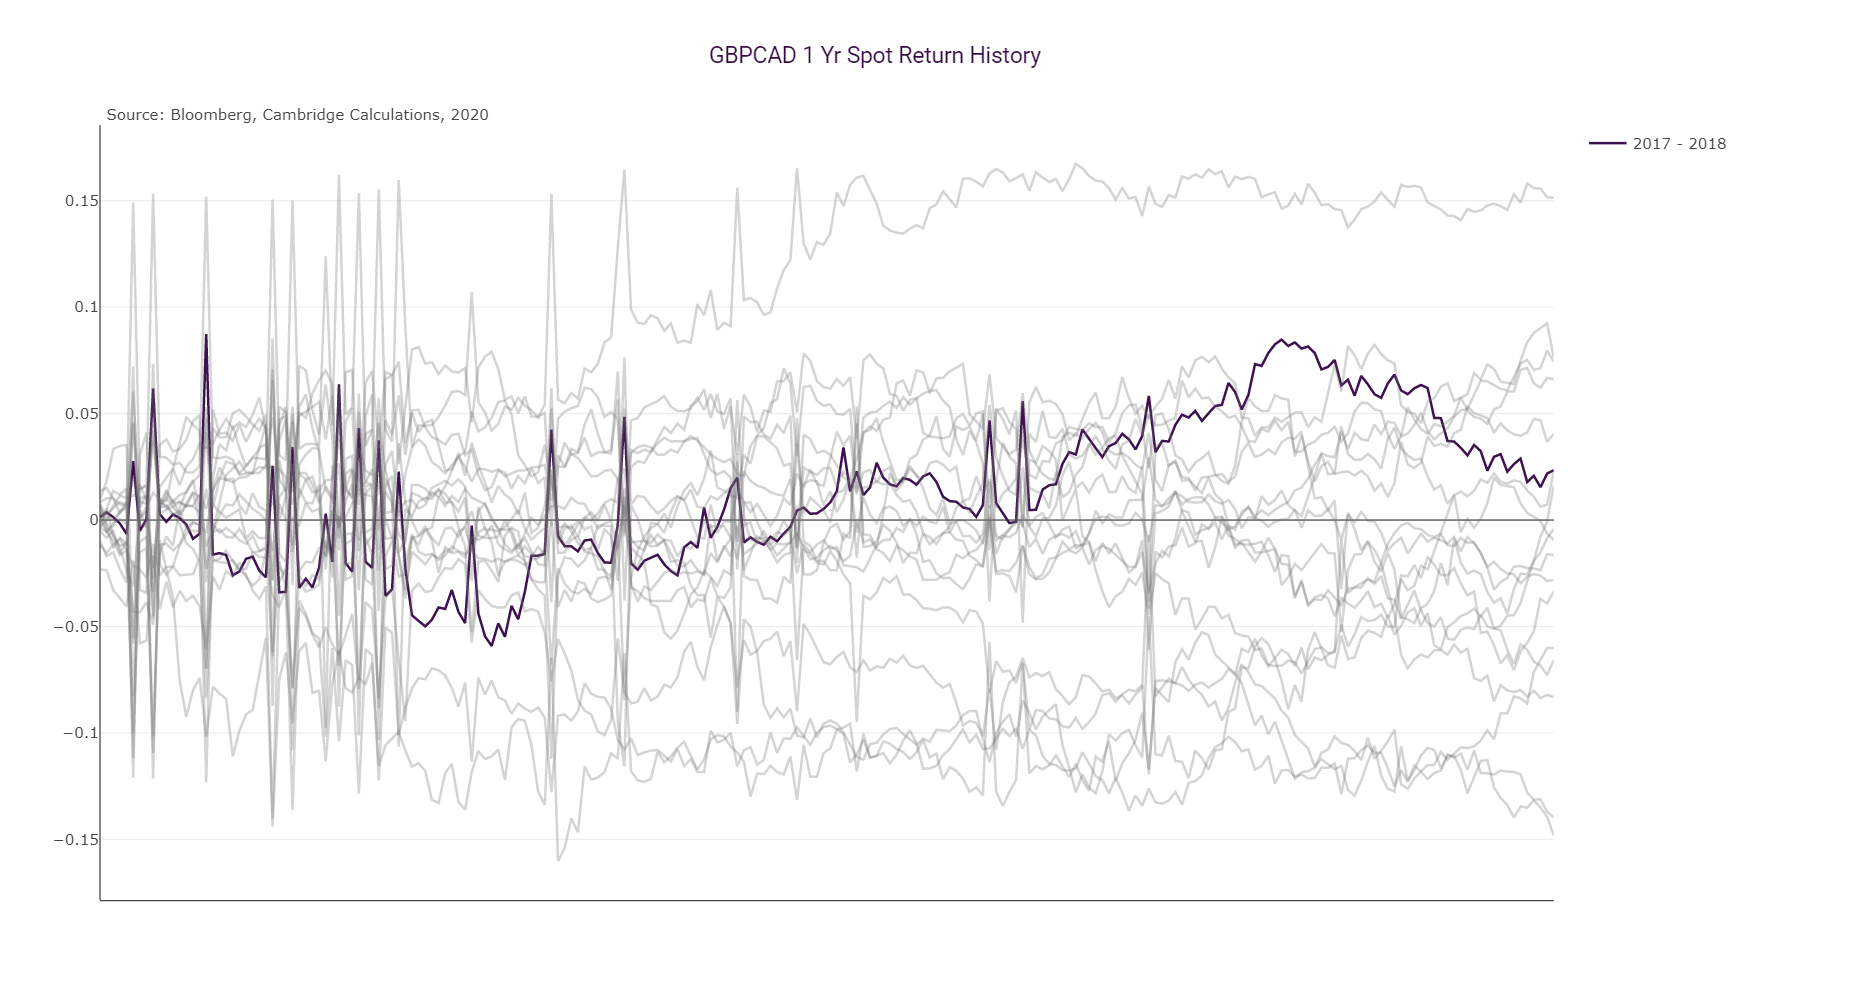 GBPCAD 1 Yr Spot Return History
Source: Bloomberg, Cambridge Calculations, 2020
2017 - 2018
0.15
0.1
0.05
0
−0.05
−0.1
−0.15